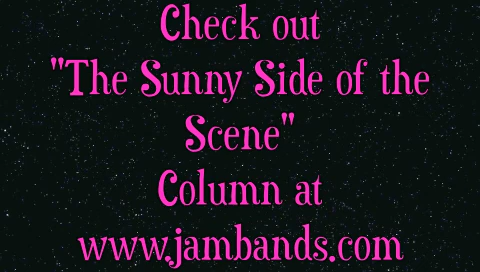 Check out
"The Sunny Side of the
Scene"
Column at
www.jambands.com